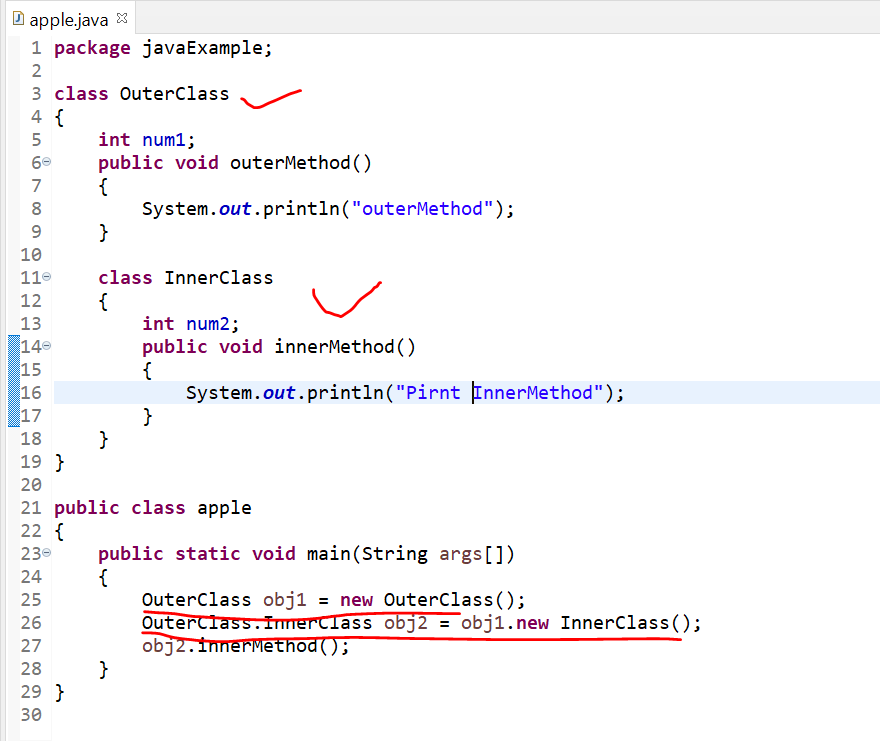 apple.java
1 package javaExample;
2
3 class OuterClass
4 {
5 int num1;
6 public void outerMethod()
7 {
8 System.out.println("outerMethod");
9 }
10
11 class InnerClass
12 {
13 int num2;
14 public void innerMethod()
15 {
16 System.out.println("Pirnt InnerMethod");
17 }
18 }
19 }
20
21 public class apple
22 {
23 public static void main(String args[])
24 {
25 OuterClass obj1 = new OuterClass();
26 OuterClass.InnerClass obj2 = obj1.new InnerClass();
27 obj2.innerMethod();
28 }
29 }
30